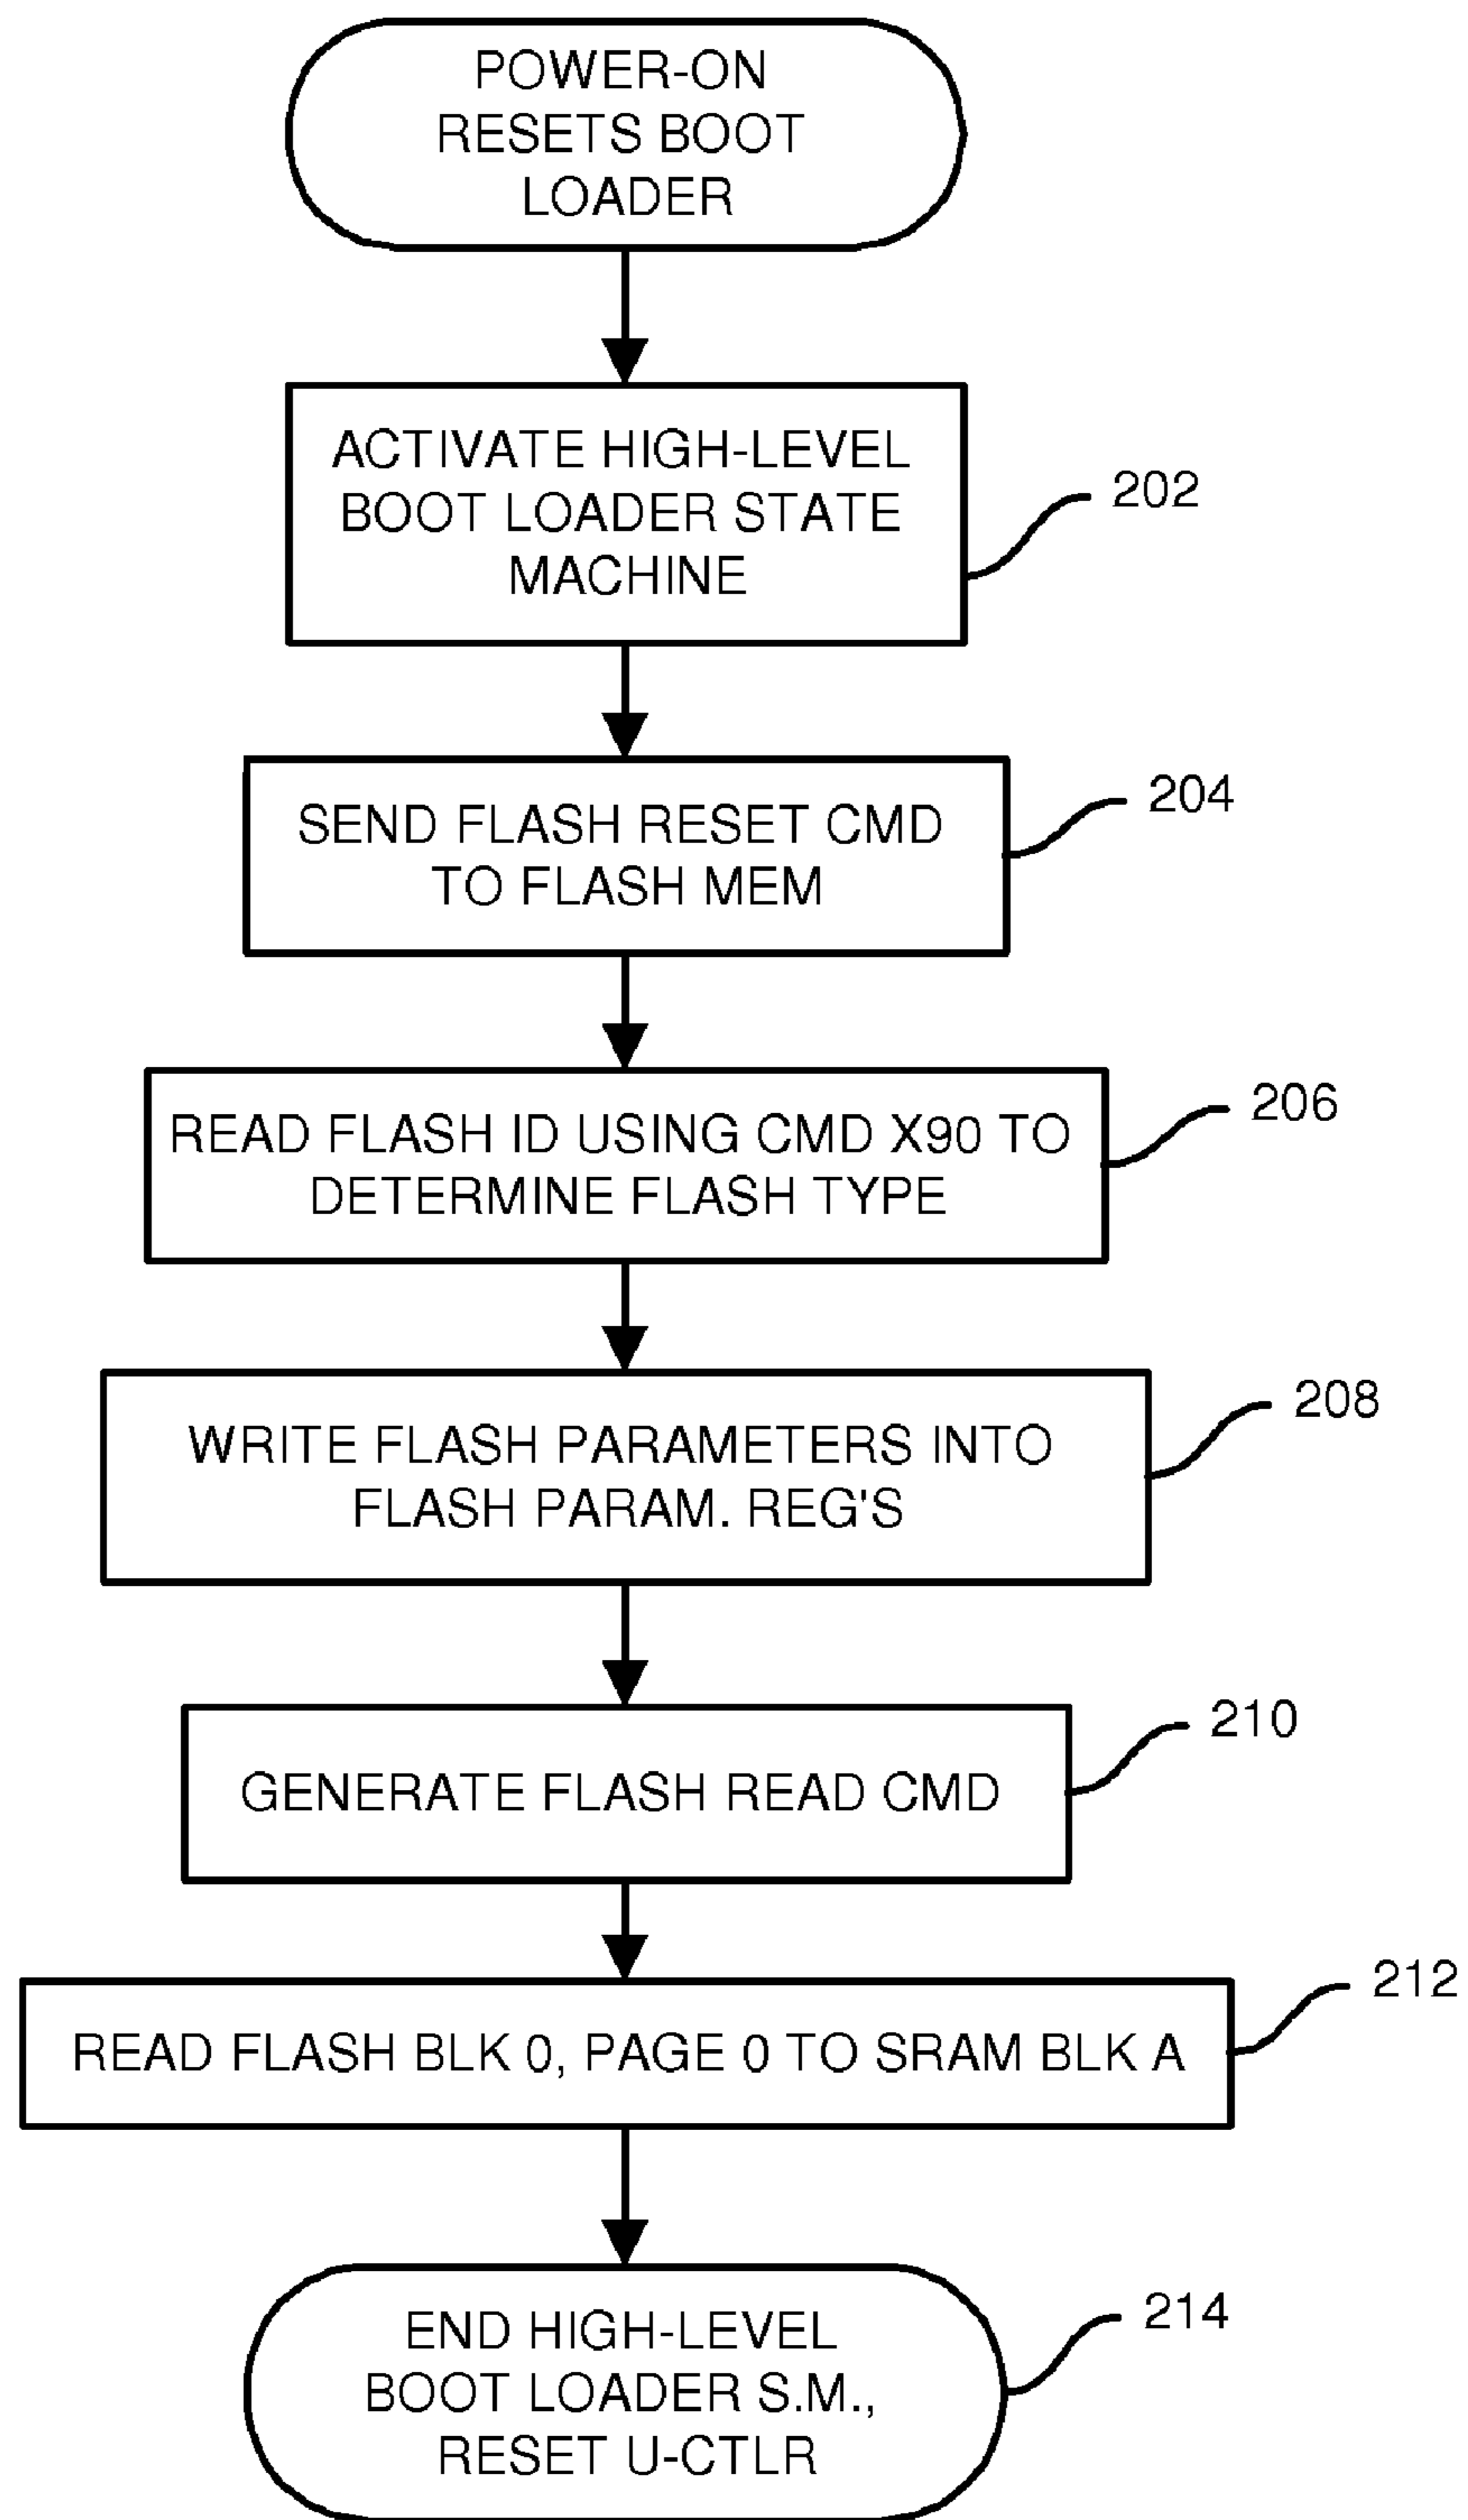 POWER-ON
RESETS BOOT
LOADER
ACTIVATE HIGH-LEVEL
BOOT LOADER STATE
MACHINE
202
SEND FLASH RESET CMD
TO FLASH MEM
204
READ FLASH ID USING CMD X90 TO
DETERMINE FLASH TYPE
206
WRITE FLASH PARAMETERS INTO
FLASH PARAM. REG'S
208
GENERATE FLASH READ CMD
210
READ FLASH BLK 0, PAGE 0 TO SRAM BLK A
212
END HIGH-LEVEL
BOOT LOADER S.M.,
RESET U-CTLR
214